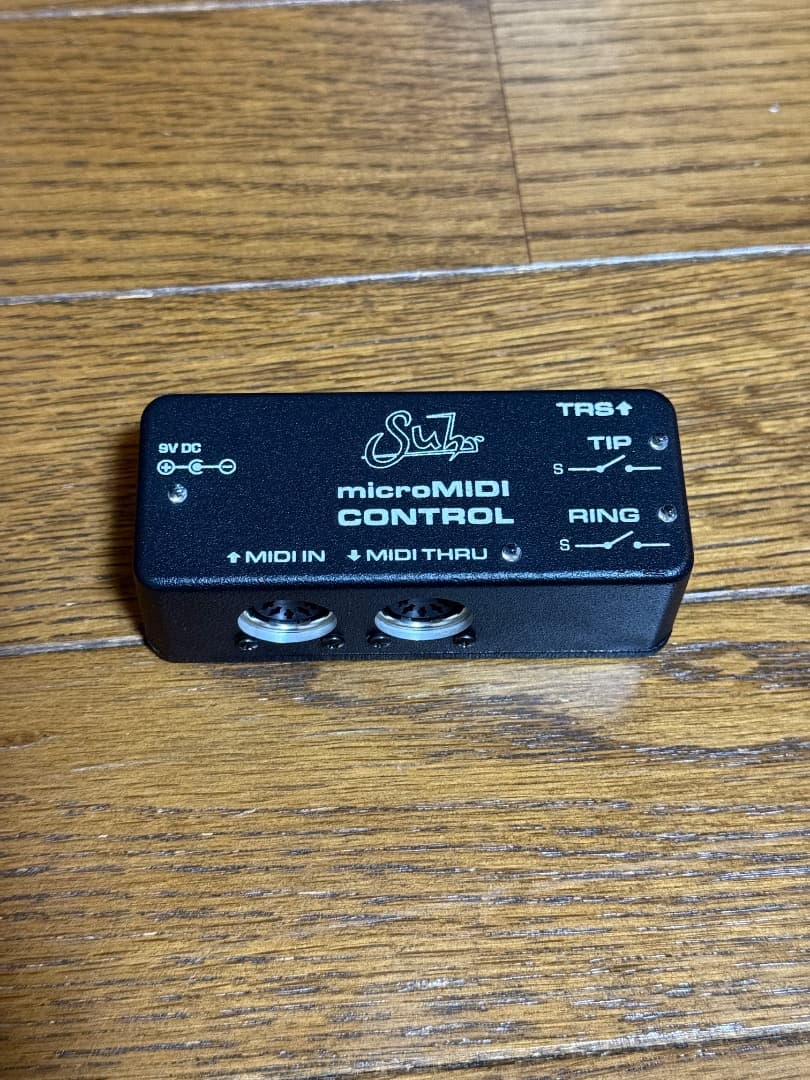 TRS⬆
9V DC
Suhr
TIP
S
microMIDI
CONTROL
RING
S
⬆ MIDI IN ⬇ MIDI THRU